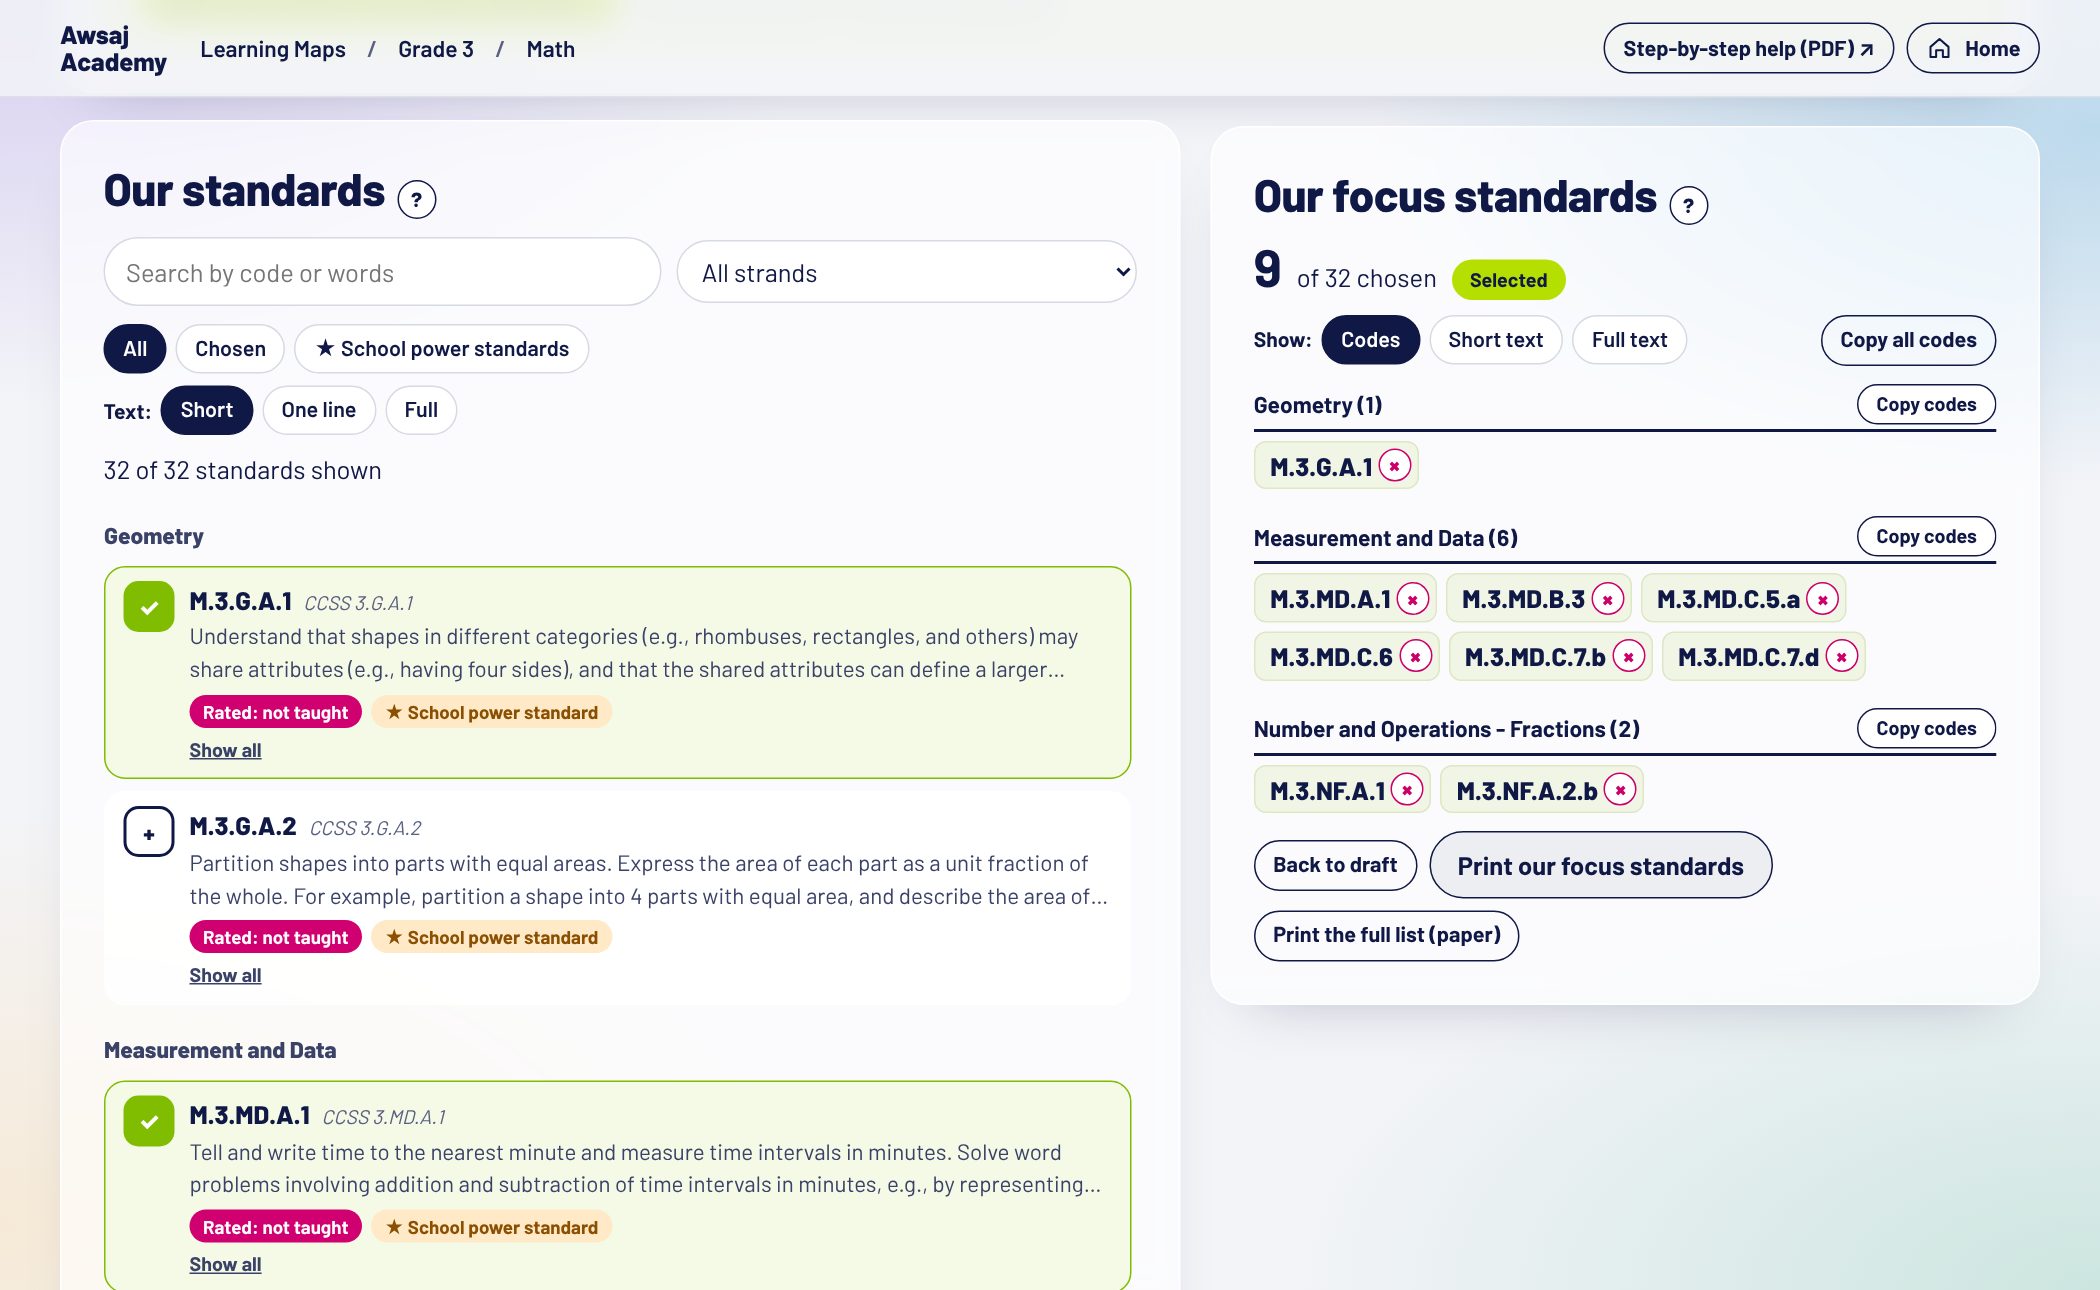 Awsaj
Academy
Learning Maps / Grade 3 / Math
Step-by-step help (PDF) ↗
Home
Our standards ?
Search by code or words
All strands
All
Chosen
★ School power standards
Text: Short
One line
Full
32 of 32 standards shown
Geometry
M.3.G.A.1 CCSS 3.G.A.1
Understand that shapes in different categories (e.g., rhombuses, rectangles, and others) may
share attributes (e.g., having four sides), and that the shared attributes can define a larger...
Rated: not taught ★ School power standard
Show all
M.3.G.A.2 CCSS 3.G.A.2
Partition shapes into parts with equal areas. Express the area of each part as a unit fraction of
the whole. For example, partition a shape into 4 parts with equal area, and describe the area of...
Rated: not taught ★ School power standard
Show all
Measurement and Data
M.3.MD.A.1 CCSS 3.MD.A.1
Tell and write time to the nearest minute and measure time intervals in minutes. Solve word
problems involving addition and subtraction of time intervals in minutes, e.g., by representing...
Rated: not taught ★ School power standard
Show all
Our focus standards ?
9 of 32 chosen Selected
Show: Codes Short text Full text Copy all codes
Geometry (1) Copy codes
M.3.G.A.1
Measurement and Data (6) Copy codes
M.3.MD.A.1 M.3.MD.B.3 M.3.MD.C.5.a
M.3.MD.C.6 M.3.MD.C.7.b M.3.MD.C.7.d
Number and Operations - Fractions (2) Copy codes
M.3.NF.A.1 M.3.NF.A.2.b
Back to draft Print our focus standards
Print the full list (paper)